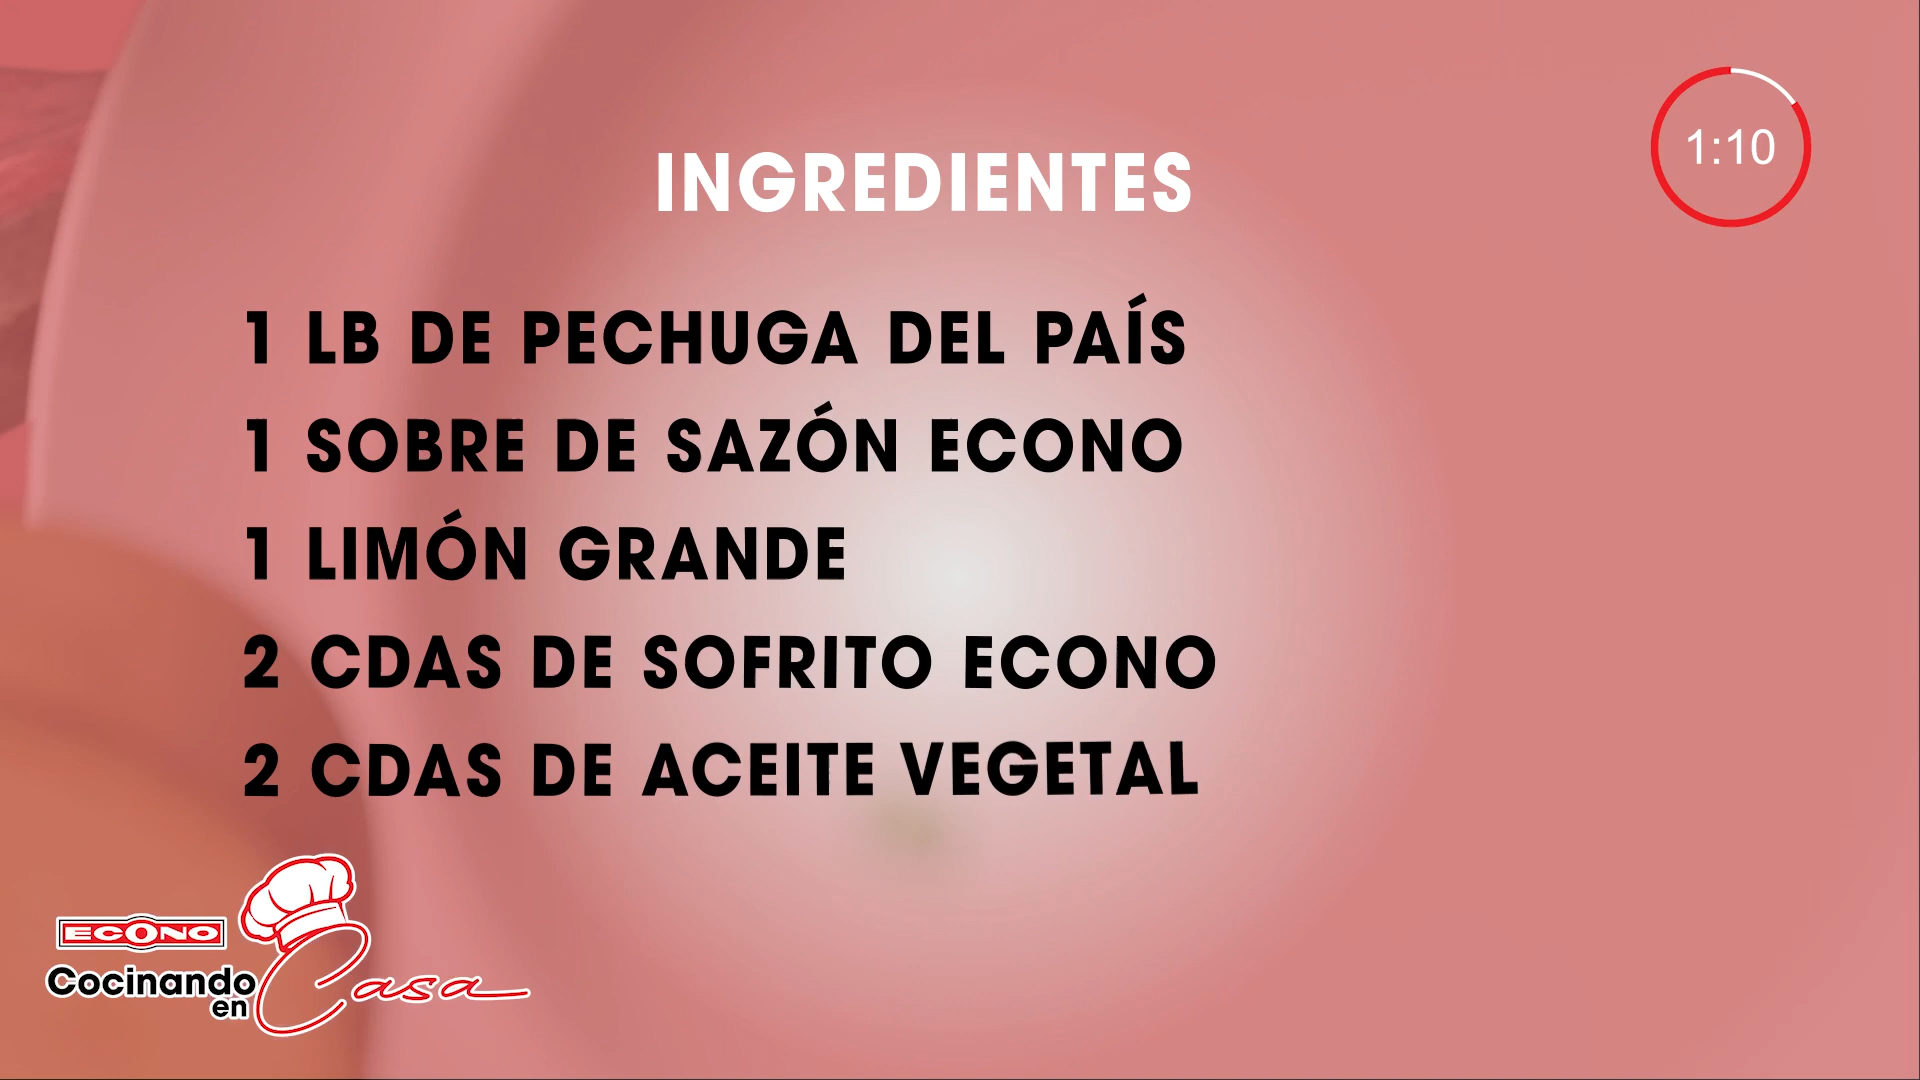 INGREDIENTES
1:10
1 LB DE PECHUGA DEL PAÍS
1 SOBRE DE SAZÓN ECONO
1 LIMÓN GRANDE
2 CDAS DE SOFRITO ECONO
2 CDAS DE ACEITE VEGETAL
ECONO
Cocinando
en Casa